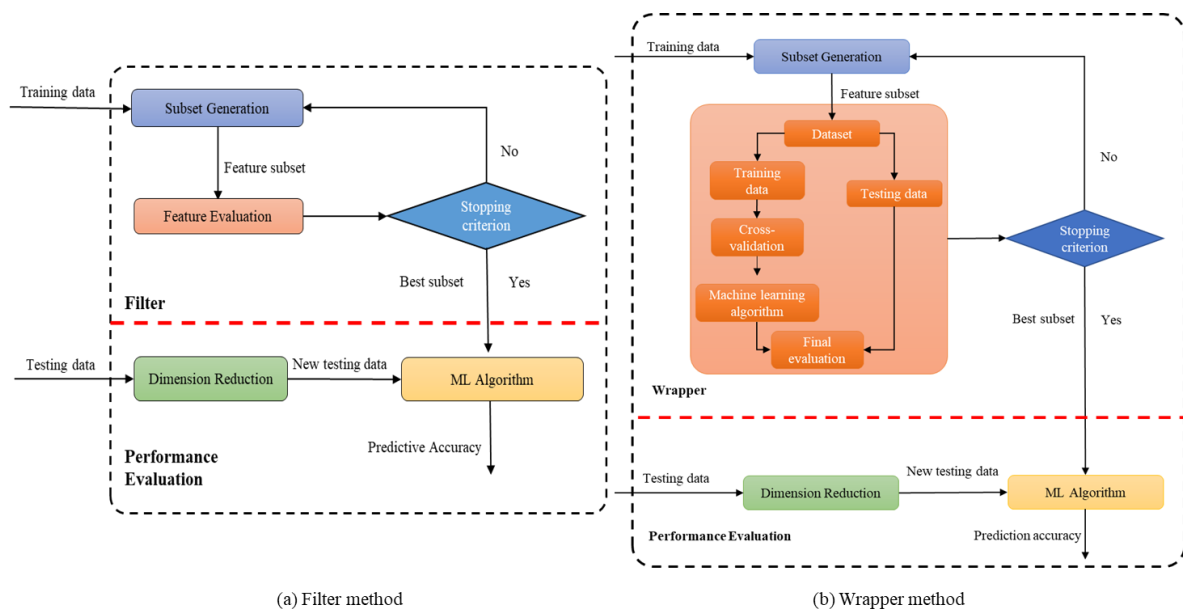 Training data
Subset Generation
Feature subset
No
Feature Evaluation
Stopping
criterion
Best subset
Yes
Filter
Testing data
Dimension Reduction
New testing data
ML Algorithm
Predictive Accuracy
Performance
Evaluation
(a) Filter method
Training data
Subset Generation
Feature subset
Dataset
No
Training
data
Testing data
Cross-
validation
Stopping
criterion
Machine learning
algorithm
Best subset
Yes
Final
evaluation
Wrapper
Testing data
Dimension Reduction
New testing data
ML Algorithm
Performance Evaluation
Prediction accuracy
(b) Wrapper method